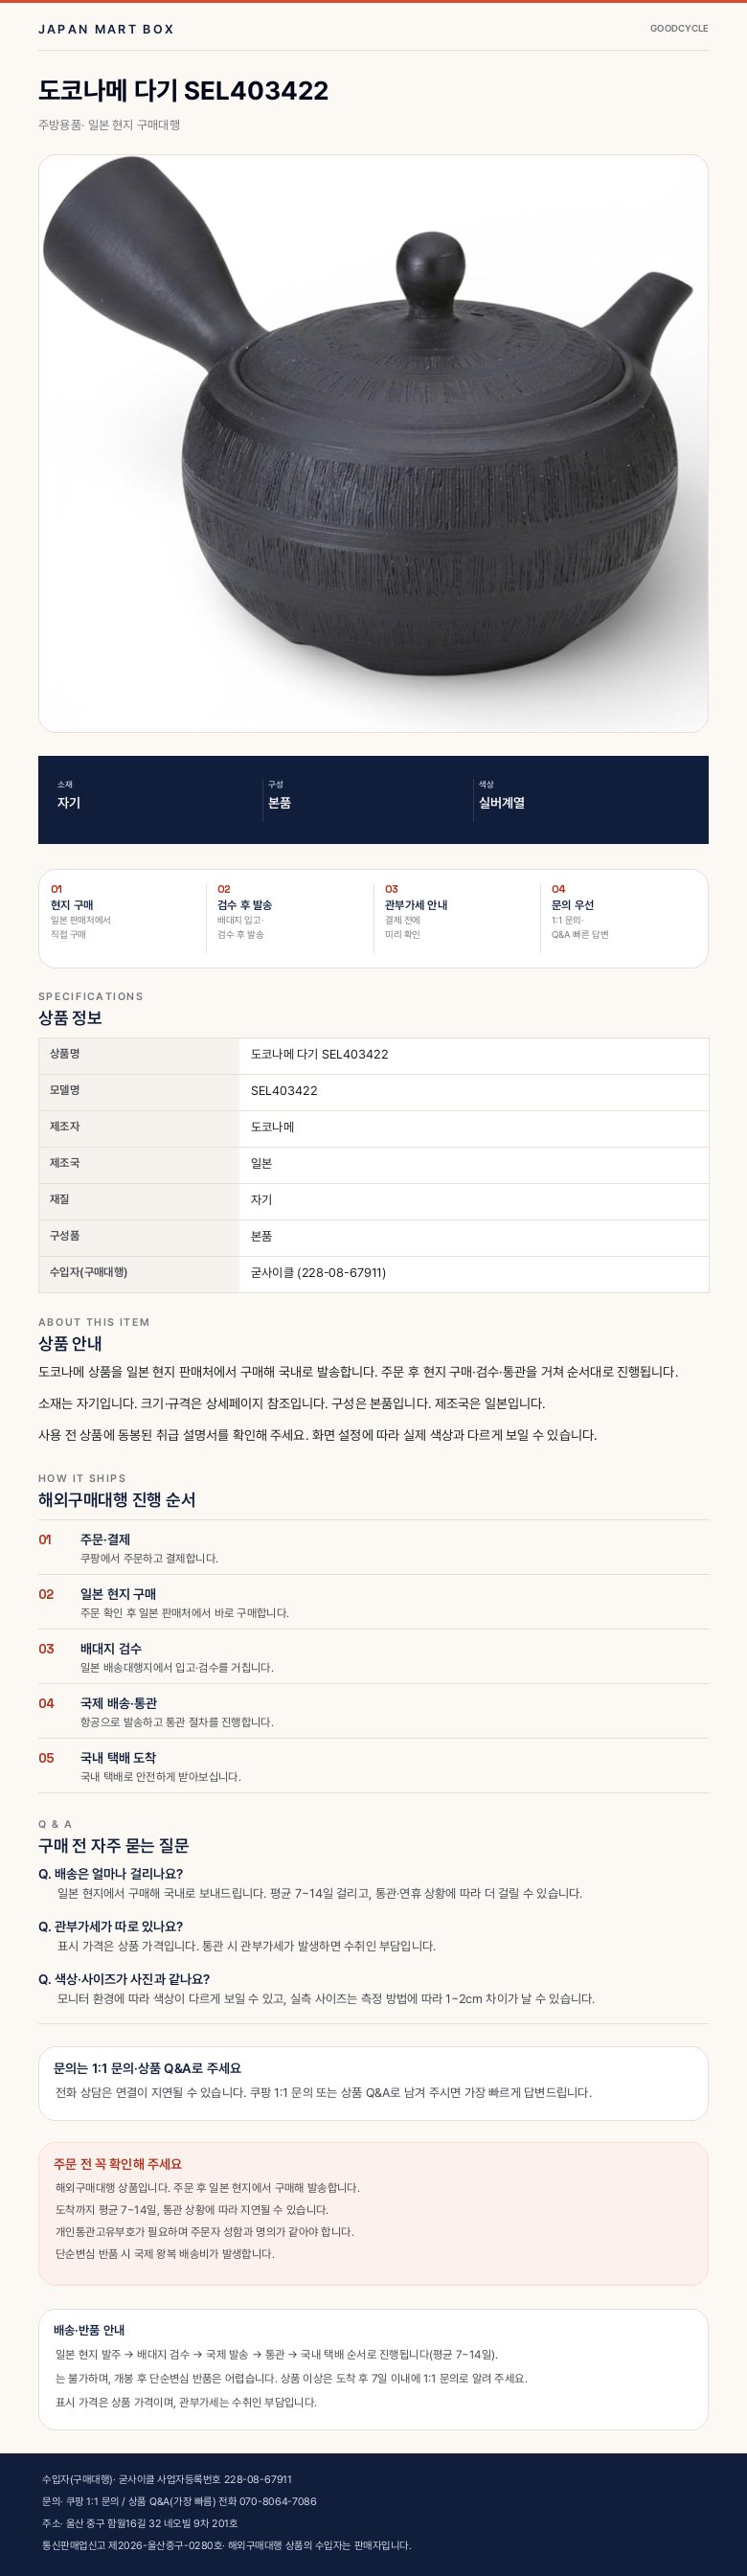 JAPAN MART BOX
GOODCYCLE
도코나메 다기 SEL403422
주방용품· 일본 현지 구매대행
소재
자기
구성
본품
색상
실버계열
01
현지 구매
일본 판매처에서
직접 구매
02
검수 후 발송
배대지 입고·
검수 후 발송
03
관부가세 안내
결제 전에
미리 확인
04
문의 우선
1:1 문의·
Q&A 빠른 답변
SPECIFICATIONS
상품 정보
상품명 도코나메 다기 SEL403422
모델명 SEL403422
제조자 도코나메
제조국 일본
재질 자기
구성품 본품
수입자(구매대행) 굳사이클 (228-08-67911)
ABOUT THIS ITEM
상품 안내
도코나메 상품을 일본 현지 판매처에서 구매해 국내로 발송합니다. 주문 후 현지 구매·검수·통관을 거쳐 순서대로 진행됩니다.
소재는 자기입니다. 크기·규격은 상세페이지 참조입니다. 구성은 본품입니다. 제조국은 일본입니다.
사용 전 상품에 동봉된 취급 설명서를 확인해 주세요. 화면 설정에 따라 실제 색상과 다르게 보일 수 있습니다.
HOW IT SHIPS
해외구매대행 진행 순서
01 주문·결제
쿠팡에서 주문하고 결제합니다.
02 일본 현지 구매
주문 확인 후 일본 판매처에서 바로 구매합니다.
03 배대지 검수
일본 배송대행지에서 입고·검수를 거칩니다.
04 국제 배송·통관
항공으로 발송하고 통관 절차를 진행합니다.
05 국내 택배 도착
국내 택배로 안전하게 받아보십니다.
Q & A
구매 전 자주 묻는 질문
Q. 배송은 얼마나 걸리나요?
일본 현지에서 구매해 국내로 보내드립니다. 평균 7~14일 걸리고, 통관·연휴 상황에 따라 더 걸릴 수 있습니다.
Q. 관부가세가 따로 있나요?
표시 가격은 상품 가격입니다. 통관 시 관부가세가 발생하면 수취인 부담입니다.
Q. 색상·사이즈가 사진과 같나요?
모니터 환경에 따라 색상이 다르게 보일 수 있고, 실측 사이즈는 측정 방법에 따라 1~2cm 차이가 날 수 있습니다.
문의는 1:1 문의·상품 Q&A로 주세요
전화 상담은 연결이 지연될 수 있습니다. 쿠팡 1:1 문의 또는 상품 Q&A로 남겨 주시면 가장 빠르게 답변드립니다.
주문 전 꼭 확인해 주세요
해외구매대행 상품입니다. 주문 후 일본 현지에서 구매해 발송합니다.
도착까지 평균 7~14일, 통관 상황에 따라 지연될 수 있습니다.
개인통관고유부호가 필요하며 주문자 성함과 명의가 같아야 합니다.
단순변심 반품 시 국제 왕복 배송비가 발생합니다.
배송·반품 안내
일본 현지 발주 → 배대지 검수 → 국제 발송 → 통관 → 국내 택배 순서로 진행됩니다(평균 7~14일).
는 불가하며, 개봉 후 단순변심 반품은 어렵습니다. 상품 이상은 도착 후 7일 이내에 1:1 문의로 알려 주세요.
표시 가격은 상품 가격이며, 관부가세는 수취인 부담입니다.
수입자(구매대행)· 굳사이클 사업자등록번호 228-08-67911
문의· 쿠팡 1:1 문의 / 상품 Q&A(가장 빠름) 전화 070-8064-7086
주소· 울산 중구 함월16길 32 네오빌 9차 201호
통신판매업신고 제2026-울산중구-0280호· 해외구매대행 상품의 수입자는 판매자입니다.